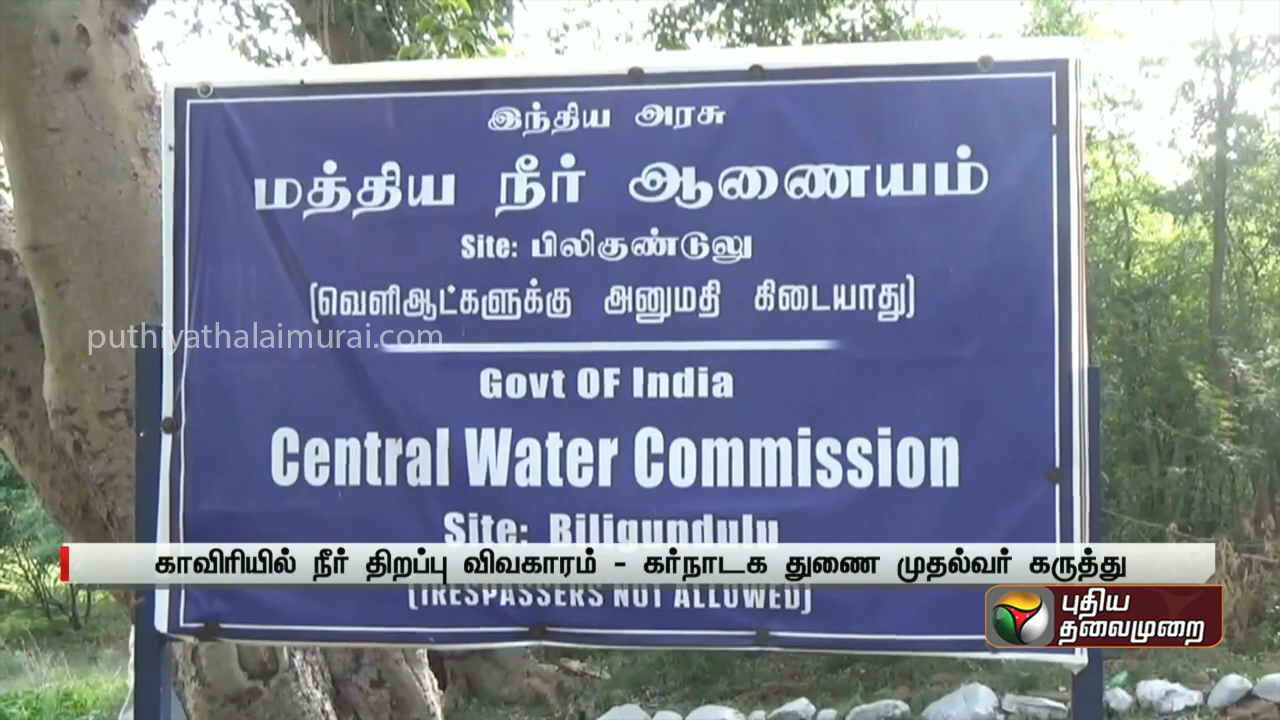 இந்திய அரசு
மத்திய நீர் ஆணையம்
Site: பிலிகுண்டுலு
(வெளிஆட்களுக்கு அனுமதி கிடையாது)
puthiyathalaimurai.com
Govt OF India
Central Water Commission
Site: Biligundulu
காவிரியில் நீர் திறப்பு விவகாரம் - கர்நாடக துணை முதல்வர் கருத்து
(TRESPASSERS NOT ALLOWED)
புதிய
தலைமுறை